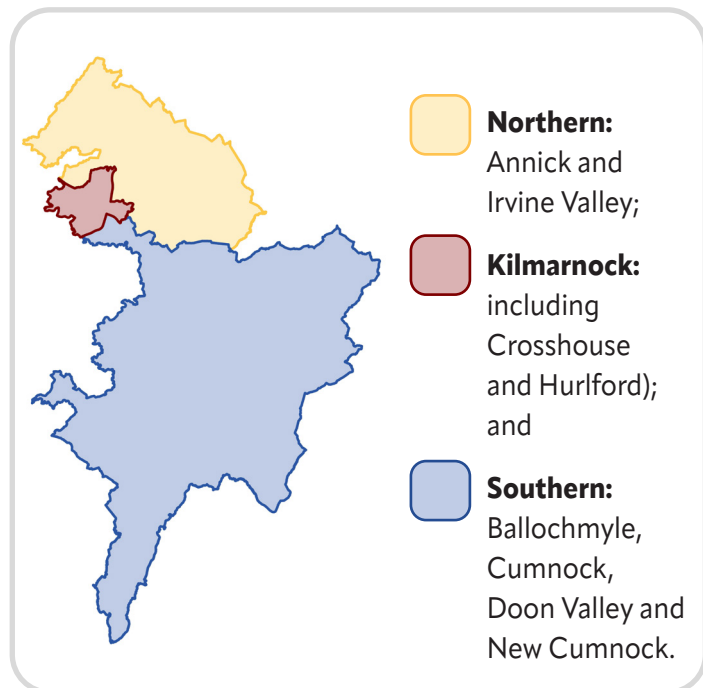 Northern:
Annick and
Irvine Valley;
Kilmarnock:
including
Crosshouse
and Hurlford);
and
Southern:
Ballochmyle,
Cumnock,
Doon Valley and
New Cumnock.